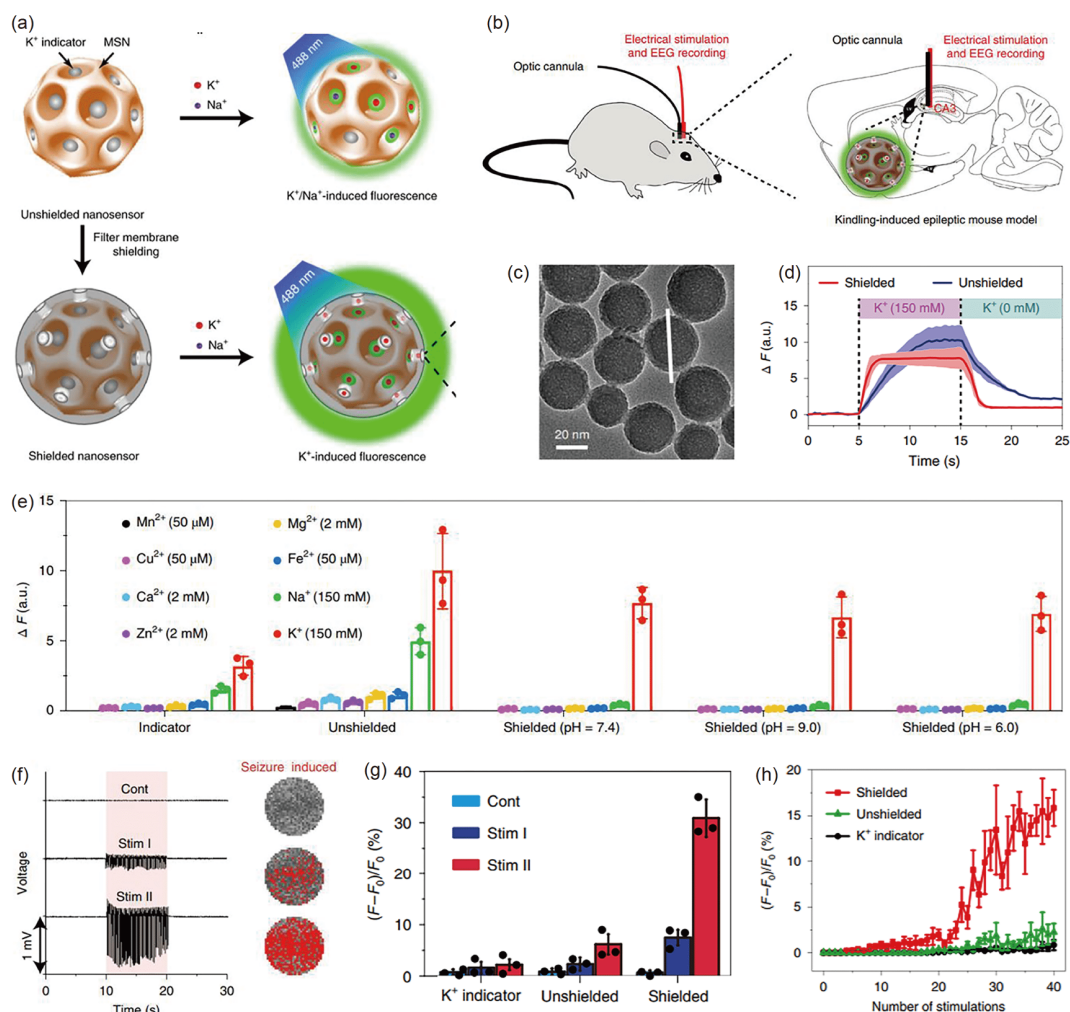 (a)
K⁺ indicator
MSN
K⁺
Na⁺
488 nm
K⁺/Na⁺-induced fluorescence
Unshielded nanosensor
Filter membrane
shielding
K⁺
Na⁺
488 nm
Shielded nanosensor
K⁺-induced fluorescence
(b)
Electrical stimulation
and EEG recording
Optic cannula
Optic cannula
Electrical stimulation
and EEG recording
CA3
Kindling-induced epileptic mouse model
(c)
20 nm
(d)
Shielded
Unshielded
K⁺ (150 mM)
K⁺ (0 mM)
Δ F (a.u.)
15
10
5.0
2.5
0
0
5
10
15
20
25
Time (s)
(e)
15
10
5
0
Δ F (a.u.)
Mn²⁺ (50 μM)
Mg²⁺ (2 mM)
Cu²⁺ (50 μM)
Fe²⁺ (50 μM)
Ca²⁺ (2 mM)
Na⁺ (150 mM)
Zn²⁺ (2 mM)
K⁺ (150 mM)
Indicator
Unshielded
Shielded (pH = 7.4)
Shielded (pH = 9.0)
Shielded (pH = 6.0)
(f)
Seizure induced
Cont
Stim I
Stim II
Voltage
1 mV
0
10
20
30
Time (s)
(g)
40
30
20
10
0
(F–F₀)/F₀ (%)
Cont
Stim I
Stim II
K⁺ indicator
Unshielded
Shielded
(h)
20
15
10
5
0
(F–F₀)/F₀ (%)
Shielded
Unshielded
K⁺ indicator
0
10
20
30
40
Number of stimulations